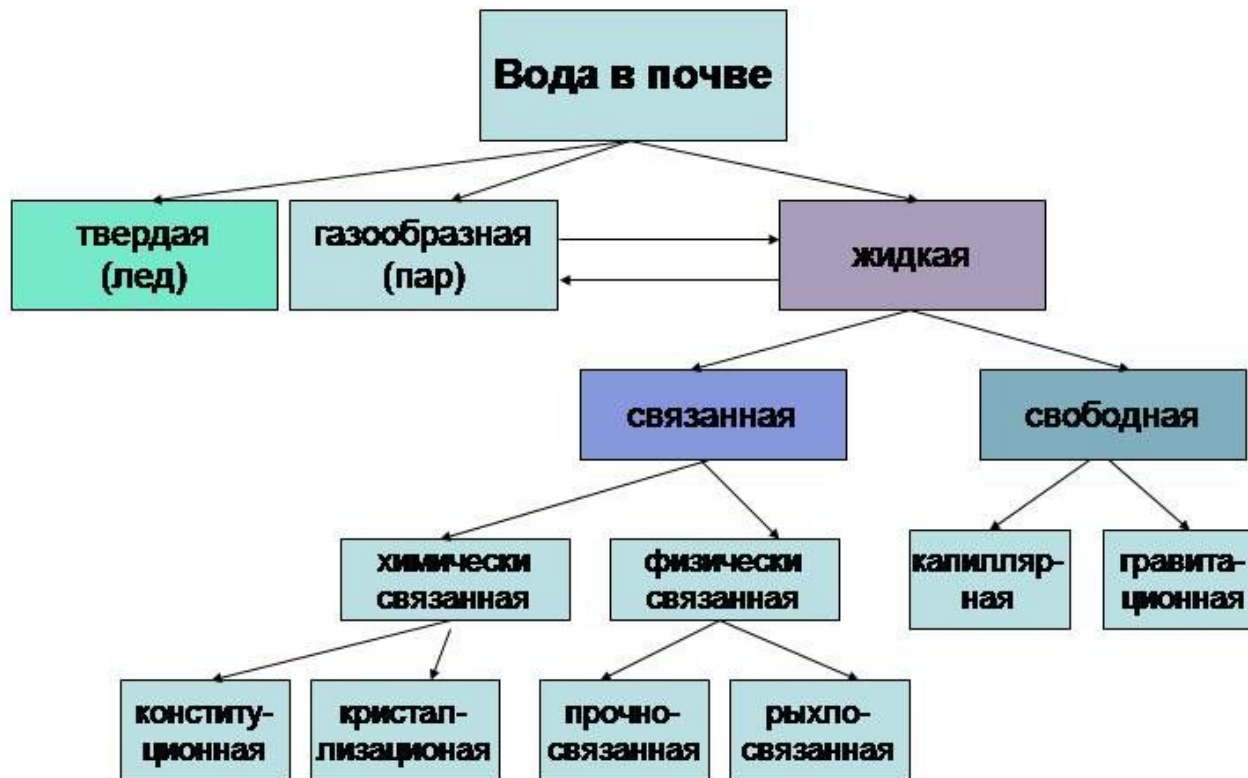 Вода в почве
твердая
(лед)
газообразная
(пар)
жидкая
связанная
свободная
химически
связанная
физически
связанная
капилляр-
ная
гравита-
ционная
конститу-
ционная
кристал-
лизационая
прочно-
связанная
рыхло-
связанная